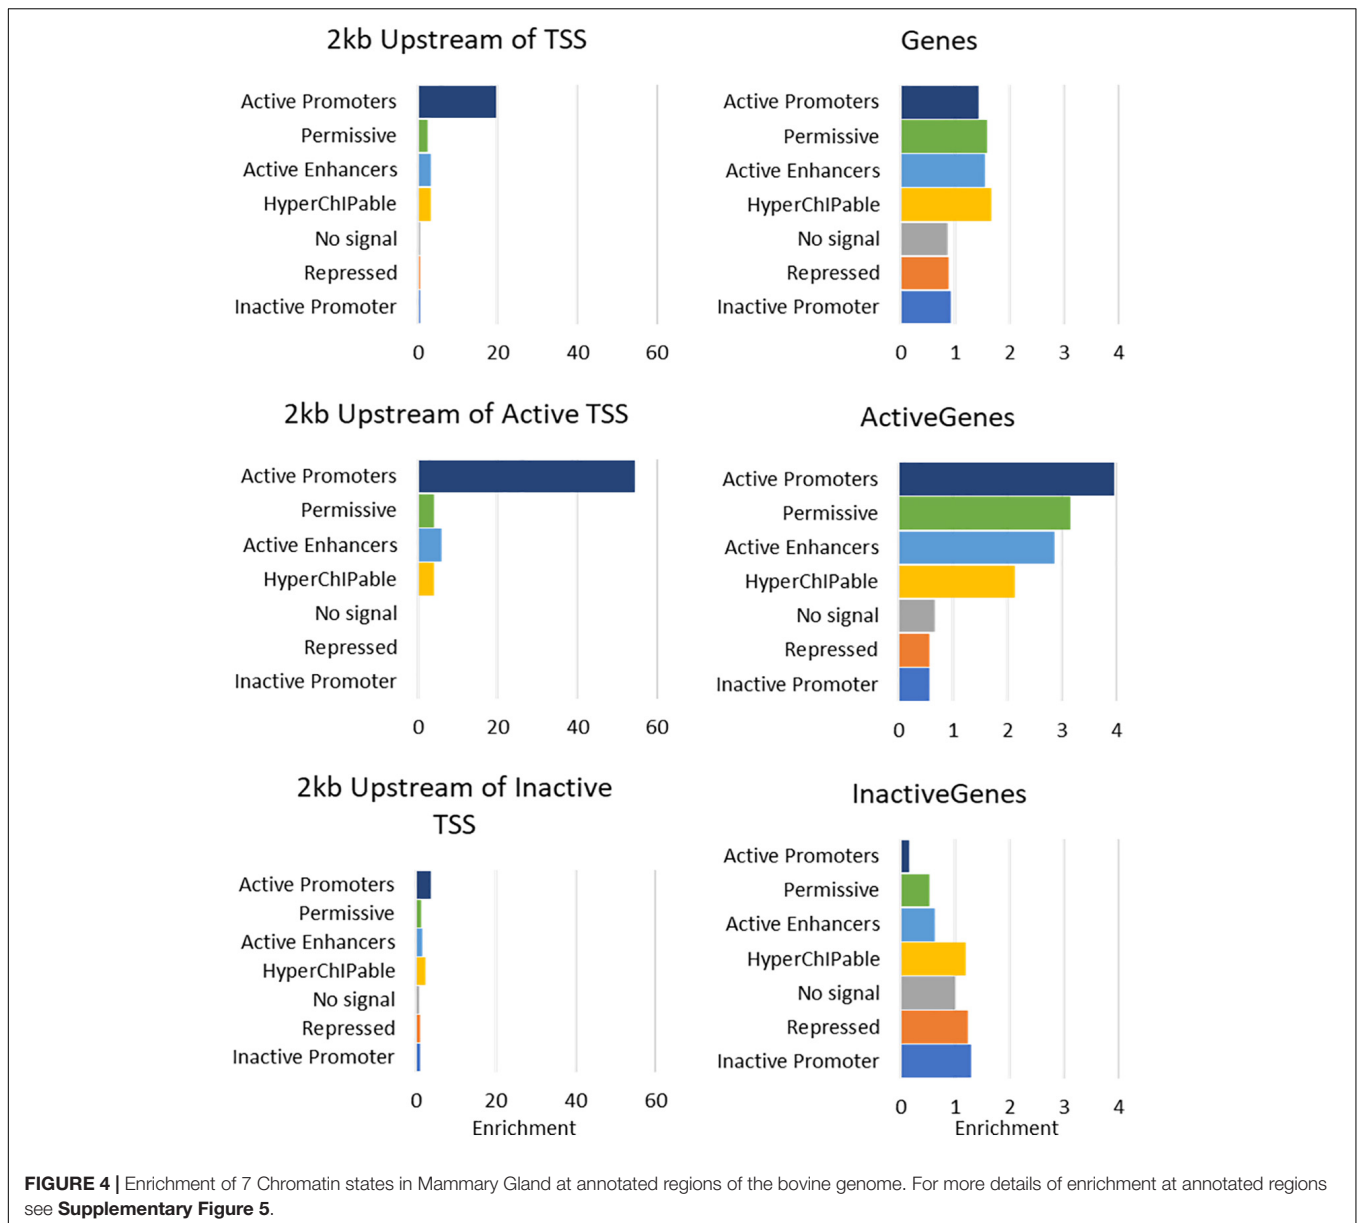 2kb Upstream of TSS
Active Promoters
Permissive
Active Enhancers
HyperChIPable
No signal
Repressed
Inactive Promoter
0 20 40 60
Genes
Active Promoters
Permissive
Active Enhancers
HyperChIPable
No signal
Repressed
Inactive Promoter
0 1 2 3 4
2kb Upstream of Active TSS
Active Promoters
Permissive
Active Enhancers
HyperChIPable
No signal
Repressed
Inactive Promoter
0 20 40 60
ActiveGenes
Active Promoters
Permissive
Active Enhancers
HyperChIPable
No signal
Repressed
Inactive Promoter
0 1 2 3 4
2kb Upstream of Inactive
TSS
Active Promoters
Permissive
Active Enhancers
HyperChIPable
No signal
Repressed
Inactive Promoter
0 20 40 60
Enrichment
InactiveGenes
Active Promoters
Permissive
Active Enhancers
HyperChIPable
No signal
Repressed
Inactive Promoter
0 1 2 3 4
Enrichment
FIGURE 4 | Enrichment of 7 Chromatin states in Mammary Gland at annotated regions of the bovine genome. For more details of enrichment at annotated regions
see Supplementary Figure 5.